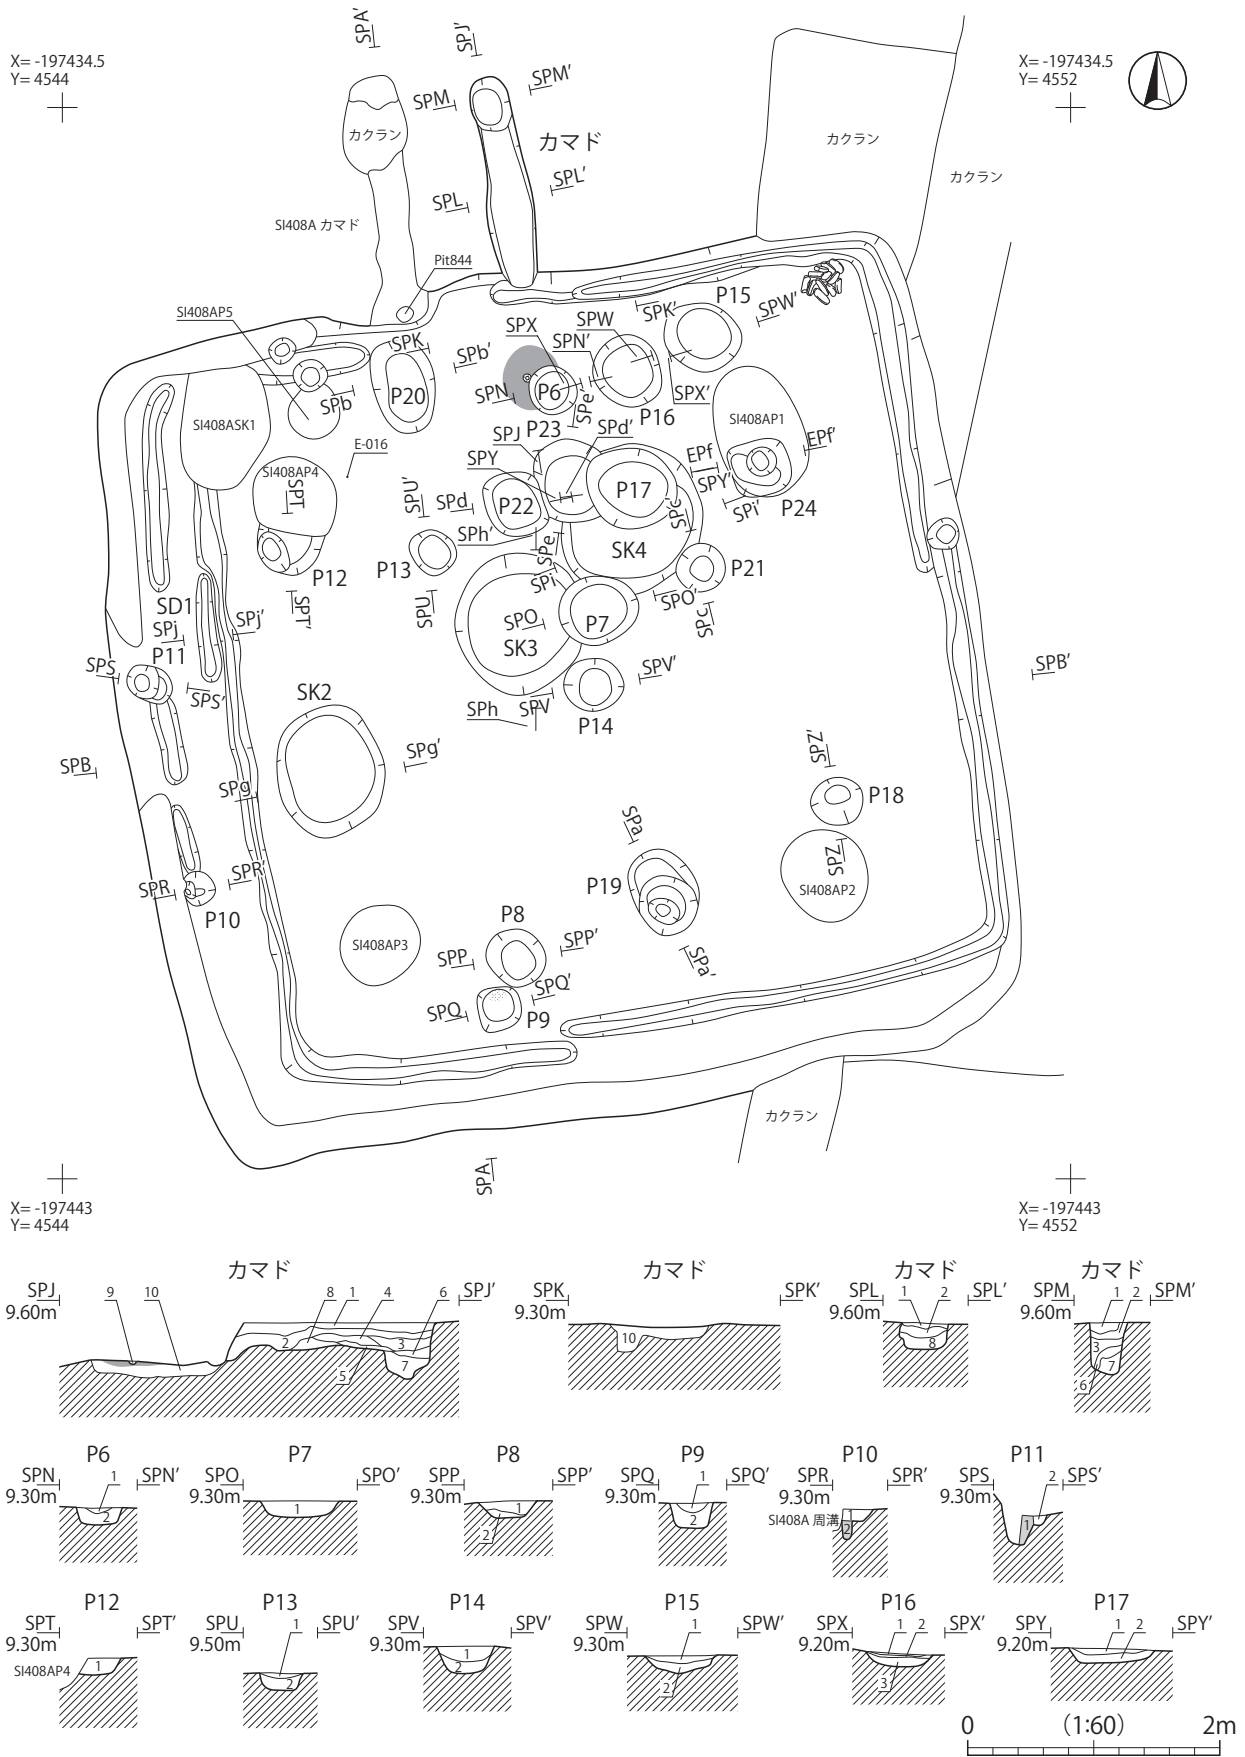 SPA′
SPJ′
X= -197434.5
Y= 4544
X= -197434.5
Y= 4552
SPM
SPM′
カクラン
カマド
カクラン
カクラン
SPL
SPL′
SI408A カマド
Pit844
SI408AP5
SPK
SPb′
SPX
SPW
SPN′
SPK′
P15
SPW′
SPb
P20
SPN
P6
SPe′
P16
SPX′
SI408ASK1
SI408AP1
E-016
P23
SPd′
SPJ
SPY
EPf
EPf′
SI408AP4
SPT
SPU′
SPd
P22
P17
SPY′
SPi′
P24
SPc′
SPh′
SPe
SK4
P12
P13
SPi
P21
SD1
SPj
SPj′
SPT′
SPU
SPO
P7
SPO′
SPc
SK3
P11
SPS
SPS′
SPV′
SPB′
SK2
SPh
SPV
P14
SPg′
SPB
SPg
SPZ′
P18
SPa
SPR
SPR′
P10
P19
SPZ
SI408AP2
SI408AP3
P8
SPP
SPP′
SPa′
SPQ
SPQ′
P9
カクラン
SPA
X= -197443
Y= 4544
X= -197443
Y= 4552
カマド
SPJ
SPJ′
9.60m
9 10 8 1 4 6
2 3 7 5
カマド
SPK
SPK′
9.30m
10
カマド
SPL
SPL′
9.60m
1 2
8
カマド
SPM
SPM′
9.60m
1 2
3
7
6
P6
SPN
SPN′
9.30m
1
2
P7
SPO
SPO′
9.30m
1
P8
SPP
SPP′
9.30m
1
2
P9
SPQ
SPQ′
9.30m
1
2
P10
SPR
SPR′
9.30m
SI408A 周溝
1
2
P11
SPS
SPS′
9.30m
2
1
P12
SPT
SPT′
9.30m
SI408AP4
1
P13
SPU
SPU′
9.50m
1
2
P14
SPV
SPV′
9.30m
1
2
P15
SPW
SPW′
9.30m
1
2
P16
SPX
SPX′
9.20m
1 2
3
P17
SPY
SPY′
9.20m
1 2
0 (1:60) 2m